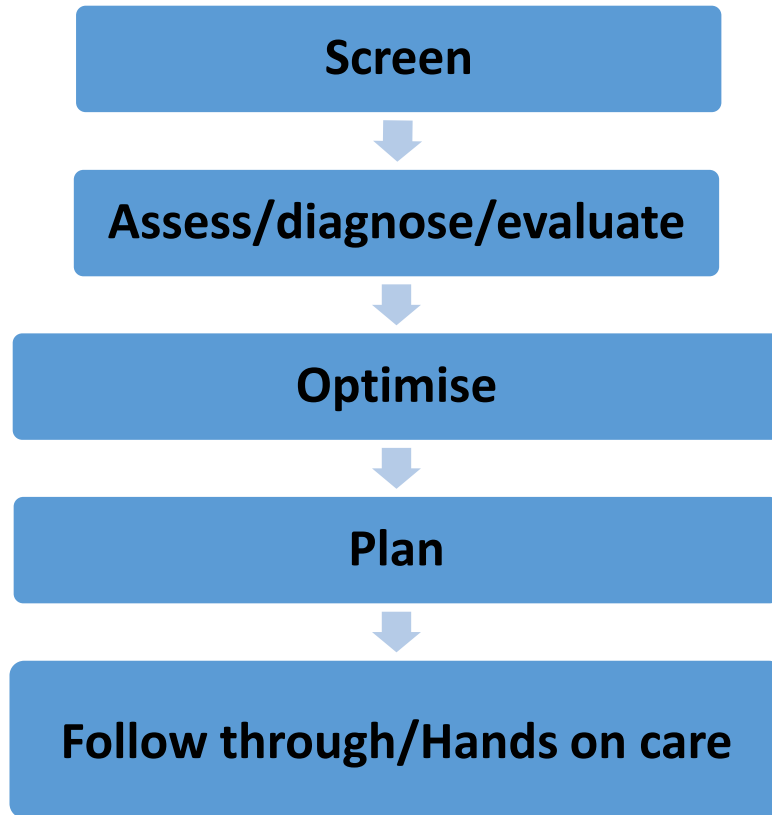 Screen
Assess/diagnose/evaluate
Optimise
Plan
Follow through/Hands on care